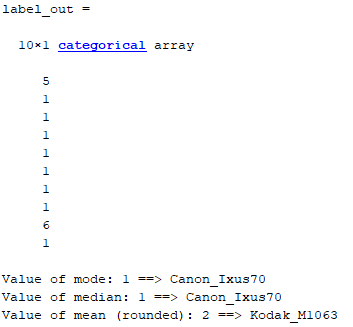 label_out =
10×1 categorical array
5
1
1
1
1
1
1
1
6
1
Value of mode: 1 ==> Canon_Ixus70
Value of median: 1 ==> Canon_Ixus70
Value of mean (rounded): 2 ==> Kodak_M1063